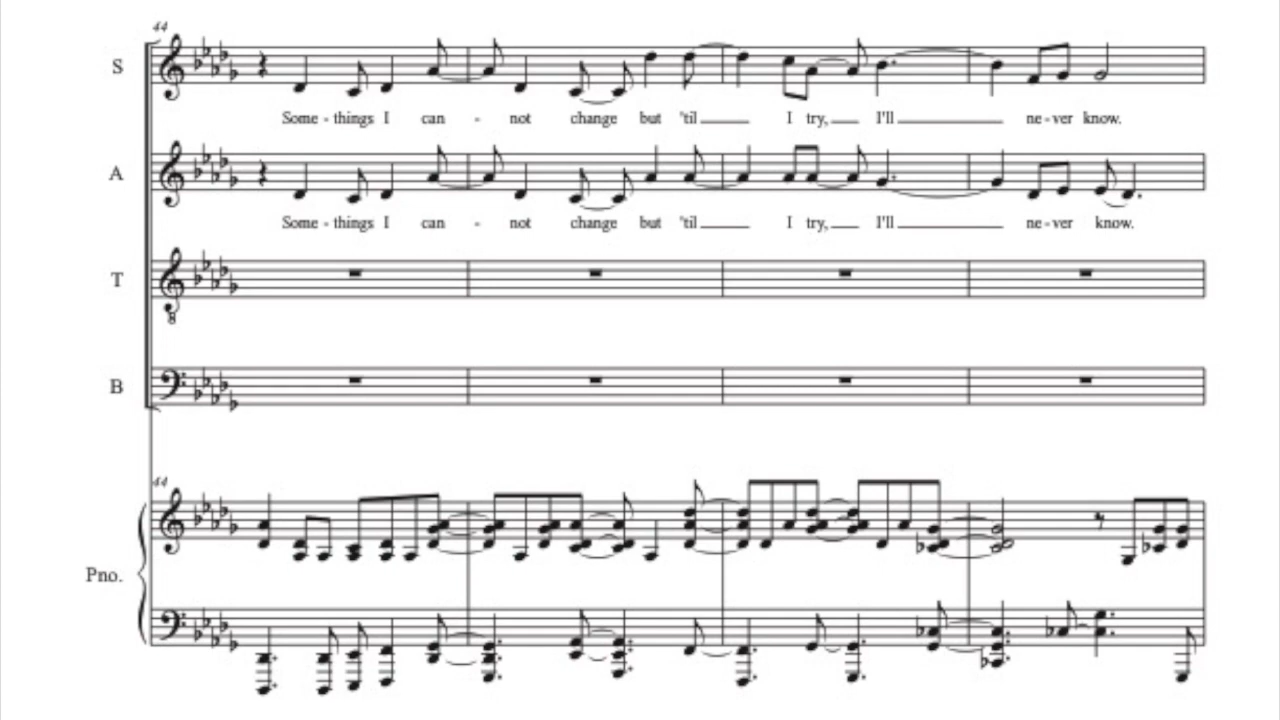 44
S
Some - things I can - not change but 'til I try, I'll ne - ver know.
A
Some - things I can - not change but 'til I try, I'll ne - ver know.
T
8
B
44
Pno.